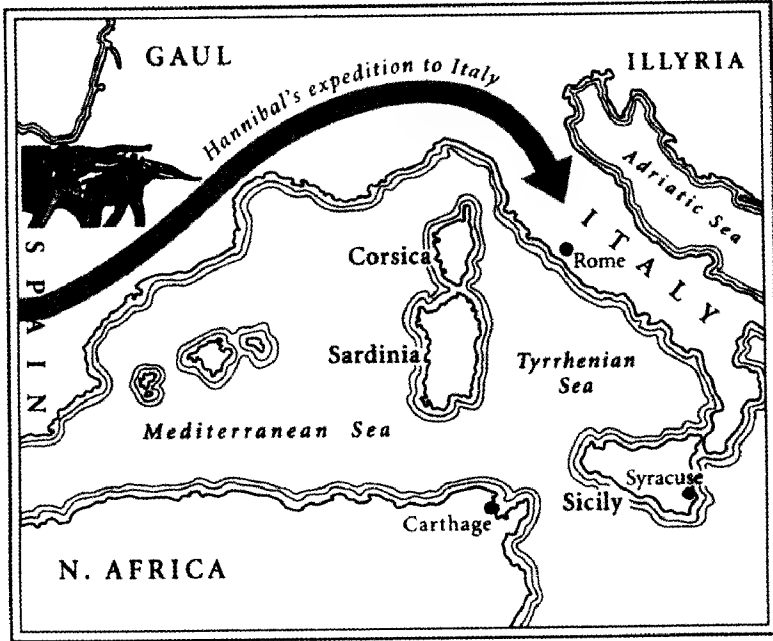 GAUL
ILLYRIA
Hannibal's expedition to Italy
Adriatic Sea
SPAIN
ITALY
Rome
Corsica
Sardinia
Tyrrhenian
Sea
Mediterranean Sea
Syracuse
Sicily
Carthage
N. AFRICA